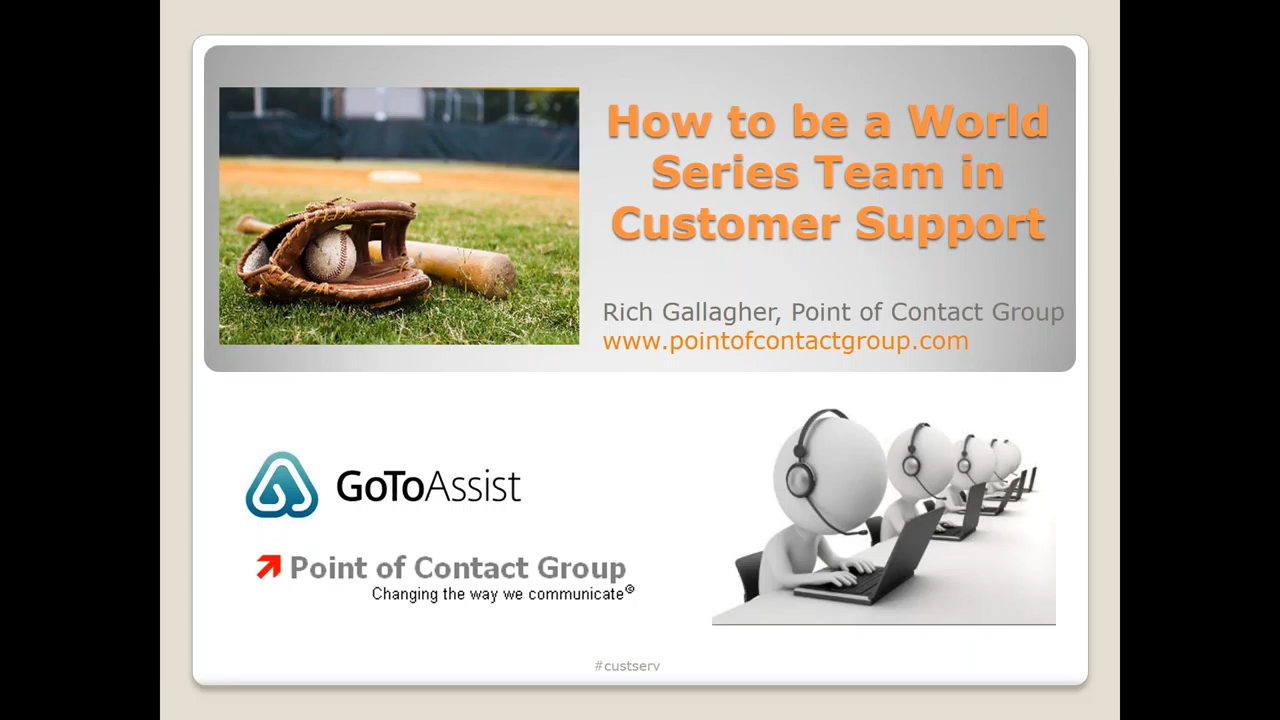 How to be a World
Series Team in
Customer Support
Rich Gallagher, Point of Contact Group
www.pointofcontactgroup.com
GoToAssist
Point of Contact Group
Changing the way we communicate©
#custserv